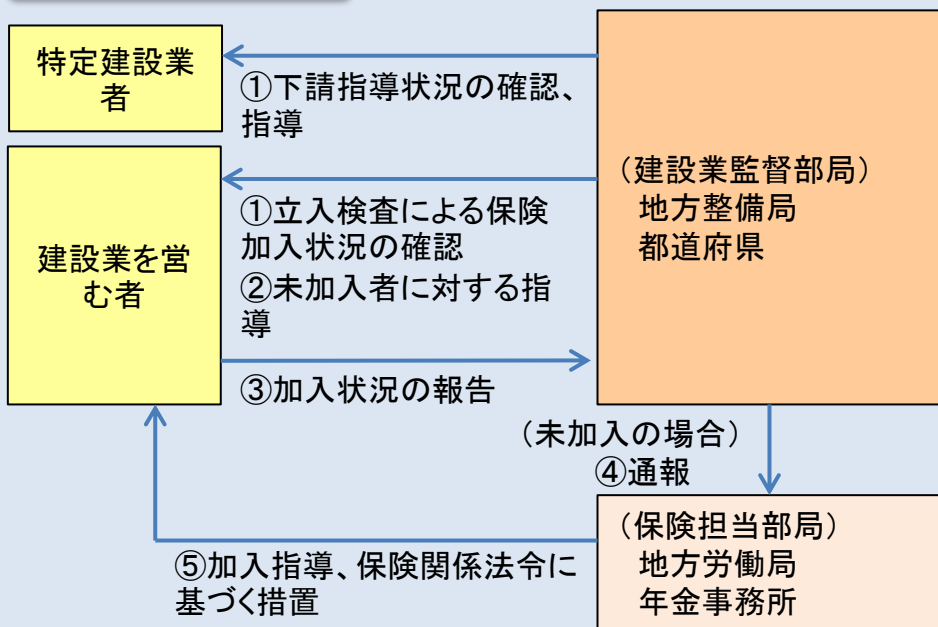 特定建設業
者
①下請指導状況の確認、
指導
建設業を営
む者
①立入検査による保険
加入状況の確認
②未加入者に対する指
導
③加入状況の報告
（建設業監督部局）
地方整備局
都道府県
（未加入の場合）
④通報
（保険担当部局）
地方労働局
年金事務所
⑤加入指導、保険関係法令に
基づく措置